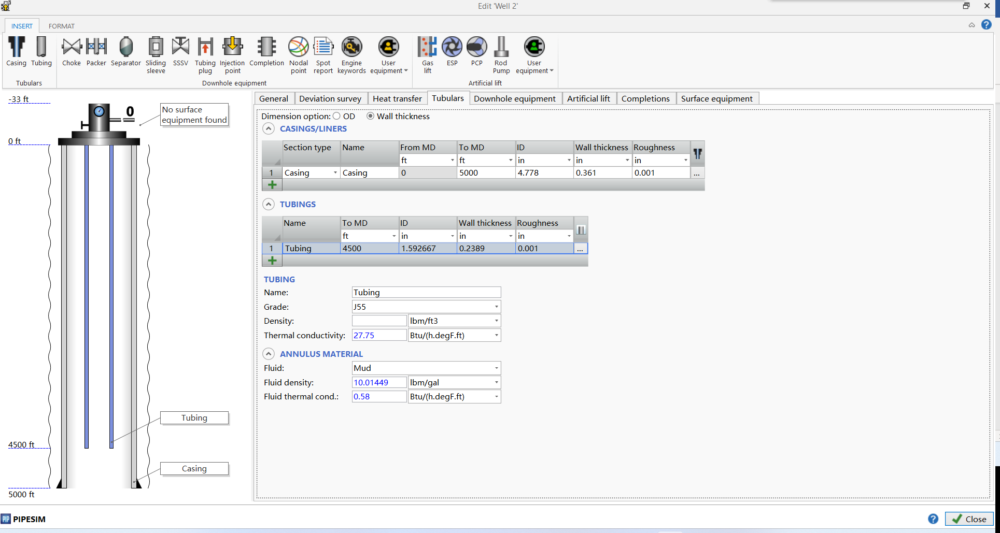 Edit 'Well 2'
INSERT FORMAT
Casing Tubing Choke Packer Separator Sliding sleeve SSSV Tubing plug Injection point Completion Nodal point Spot report Engine keywords User equipment Gas lift ESP PCP Rod Pump User equipment
Tubulars Downhole equipment Artificial lift
-33 ft
0
No surface
equipment found
0 ft
Tubing
4500 ft
Casing
5000 ft
General Deviation survey Heat transfer Tubulars Downhole equipment Artificial lift Completions Surface equipment
Dimension option: OD Wall thickness
CASINGS/LINERS
Section type Name From MD To MD ID Wall thickness Roughness
ft ft in in in
1 Casing Casing 0 5000 4.778 0.361 0.001 ...
TUBINGS
Name To MD ID Wall thickness Roughness
ft in in in
1 Tubing 4500 1.592667 0.2389 0.001 ...
TUBING
Name: Tubing
Grade: J55
Density: lbm/ft3
Thermal conductivity: 27.75 Btu/(h.degF.ft)
ANNULUS MATERIAL
Fluid: Mud
Fluid density: 10.01449 lbm/gal
Fluid thermal cond.: 0.58 Btu/(h.degF.ft)
PIP PIPESIM
? Close